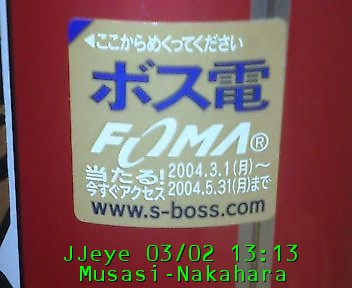 ◀ここからめくってください
ボス電
FOMA®
当たる!
今すぐアクセス
2004.3.1(月)〜
2004.5.31(月)まで
www.s-boss.com
JJeye 03/02 13:13
Musasi-Nakahara